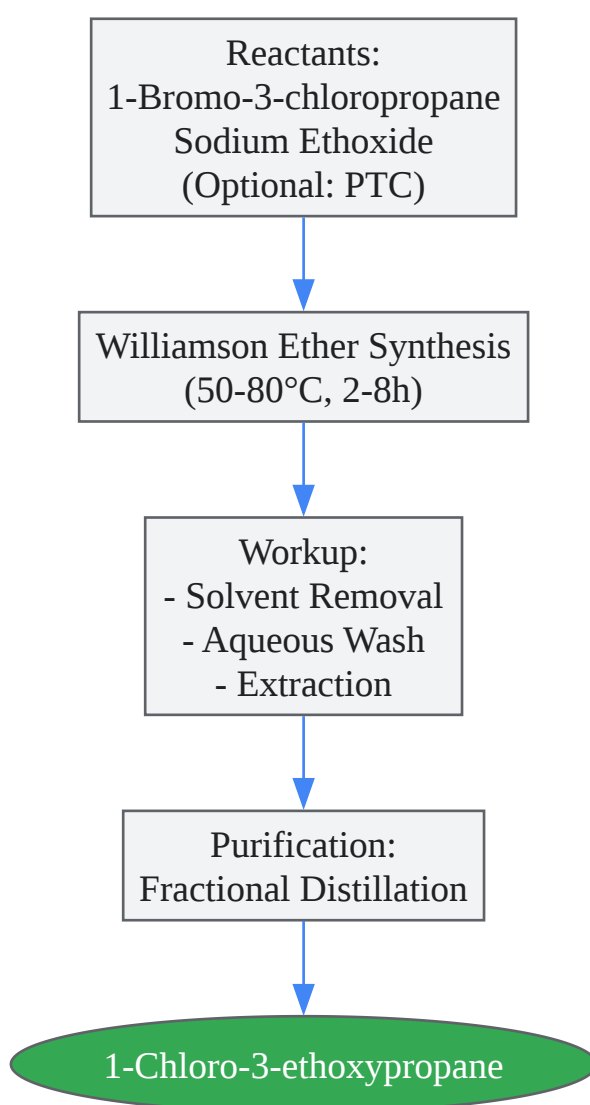 Reactants:
1-Bromo-3-chloropropane
Sodium Ethoxide
(Optional: PTC)
Williamson Ether Synthesis
(50-80°C, 2-8h)
Workup:
- Solvent Removal
- Aqueous Wash
- Extraction
Purification:
Fractional Distillation
1-Chloro-3-ethoxypropane